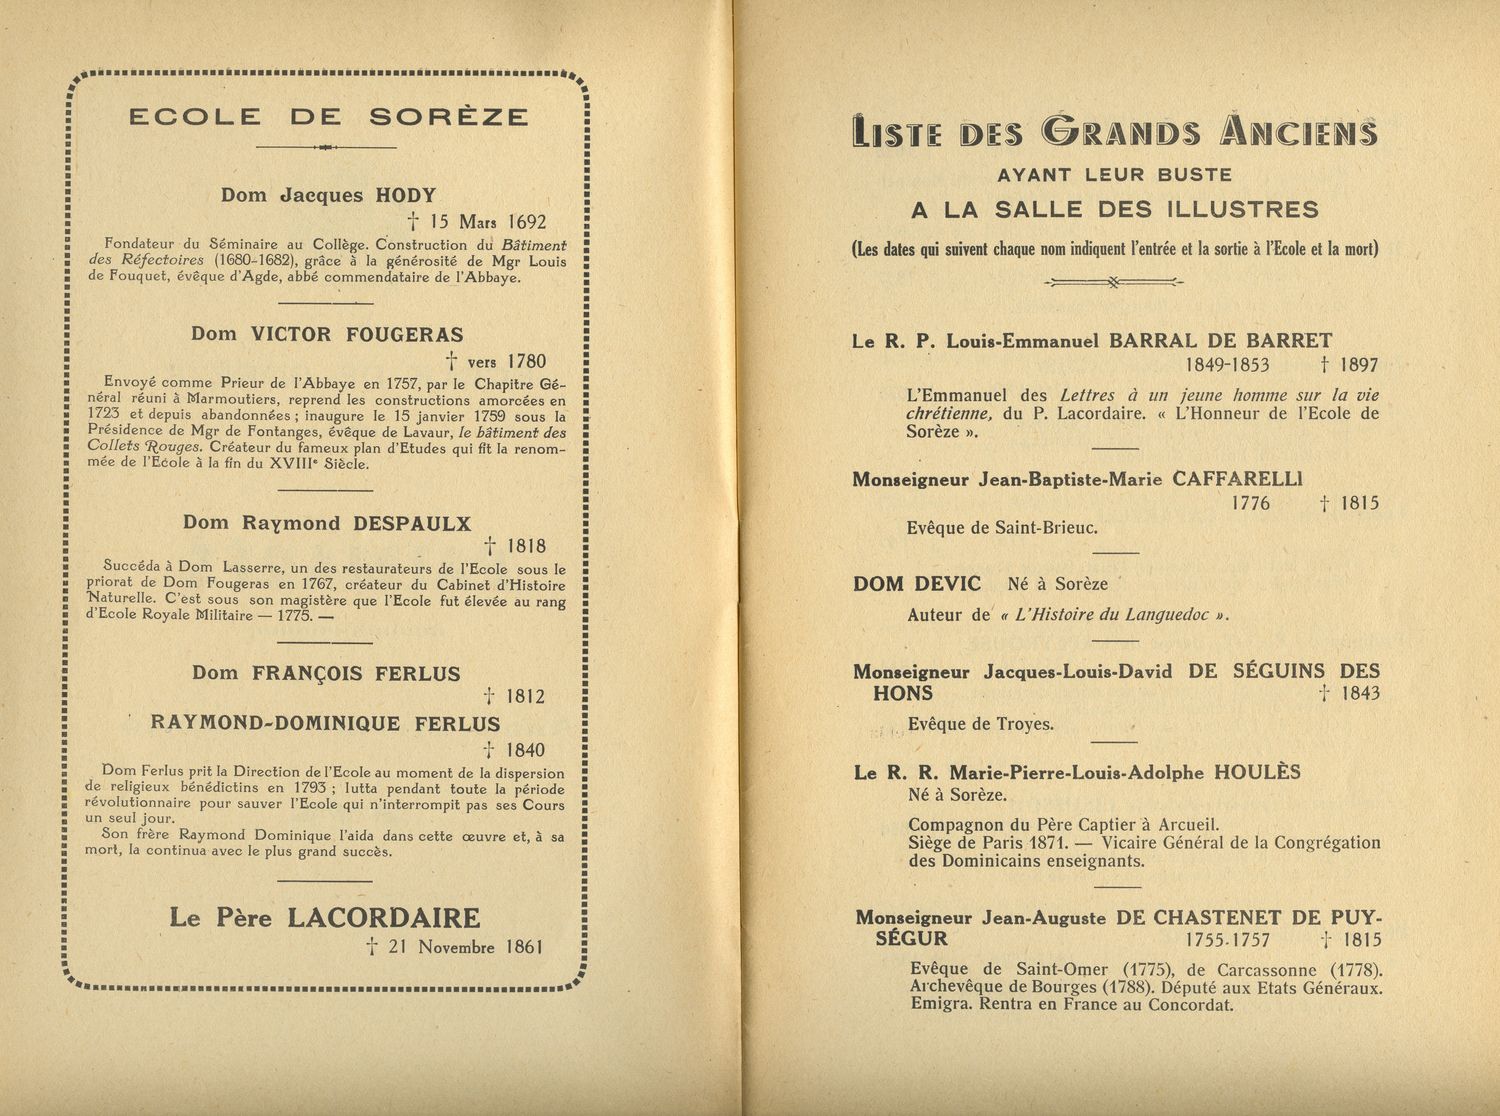 ECOLE DE SORÈZE
Dom Jacques HODY
† 15 Mars 1692
Fondateur du Séminaire au Collège. Construction du Bâtiment
des Réfectoires (1680-1682), grâce à la générosité de Mgr Louis
de Fouquet, évêque d'Agde, abbé commendataire de l'Abbaye.
Dom VICTOR FOUGERAS
† vers 1780
Envoyé comme Prieur de l'Abbaye en 1757, par le Chapitre Gé-
néral réuni à Marmoutiers, reprend les constructions amorcées en
1723 et depuis abandonnées ; inaugure le 15 janvier 1759 sous la
Présidence de Mgr de Fontanges, évêque de Lavaur, le bâtiment des
Collets Rouges. Créateur du fameux plan d'Etudes qui fit la renom-
mée de l'Ecole à la fin du XVIIIe Siècle.
Dom Raymond DESPAULX
† 1818
Succéda à Dom Lasserre, un des restaurateurs de l'Ecole sous le
priorat de Dom Fougeras en 1767, créateur du Cabinet d'Histoire
Naturelle. C'est sous son magistère que l'Ecole fut élevée au rang
d'Ecole Royale Militaire — 1775. —
Dom FRANÇOIS FERLUS
† 1812
RAYMOND-DOMINIQUE FERLUS
† 1840
Dom Ferlus prit la Direction de l'Ecole au moment de la dispersion
de religieux bénédictins en 1793 ; lutta pendant toute la période
révolutionnaire pour sauver l'Ecole qui n'interrompit pas ses Cours
un seul jour.
Son frère Raymond Dominique l'aida dans cette œuvre et, à sa
mort, la continua avec le plus grand succès.
Le Père LACORDAIRE
† 21 Novembre 1861
LISTE DES GRANDS ANCIENS
AYANT LEUR BUSTE
A LA SALLE DES ILLUSTRES
(Les dates qui suivent chaque nom indiquent l'entrée et la sortie à l'Ecole et la mort)
Le R. P. Louis-Emmanuel BARRAL DE BARRET
1849-1853 † 1897
L'Emmanuel des Lettres à un jeune homme sur la vie
chrétienne, du P. Lacordaire. « L'Honneur de l'Ecole de
Sorèze ».
Monseigneur Jean-Baptiste-Marie CAFFARELLI
1776 † 1815
Evêque de Saint-Brieuc.
DOM DEVIC Né à Sorèze
Auteur de « L'Histoire du Languedoc ».
Monseigneur Jacques-Louis-David DE SÉGUINS DES
HONS † 1843
Evêque de Troyes.
Le R. R. Marie-Pierre-Louis-Adolphe HOULÈS
Né à Sorèze.
Compagnon du Père Captier à Arcueil.
Siège de Paris 1871. — Vicaire Général de la Congrégation
des Dominicains enseignants.
Monseigneur Jean-Auguste DE CHASTENET DE PUY-
SÉGUR 1755-1757 † 1815
Evêque de Saint-Omer (1775), de Carcassonne (1778).
Archevêque de Bourges (1788). Député aux Etats Généraux.
Emigra. Rentra en France au Concordat.